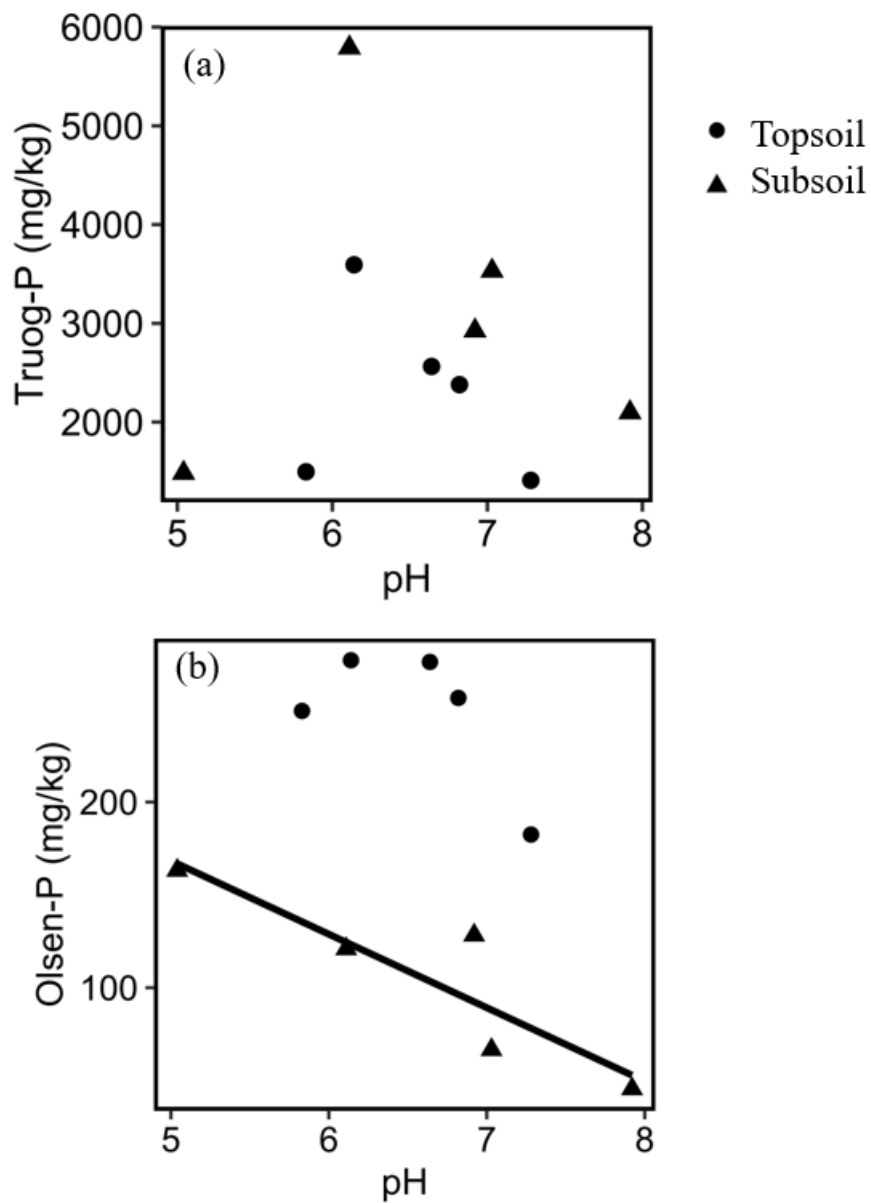 (a)
6000
5000
4000
3000
2000
Truog-P (mg/kg)
5 6 7 8
pH
Topsoil
Subsoil
(b)
200
100
Olsen-P (mg/kg)
5 6 7 8
pH